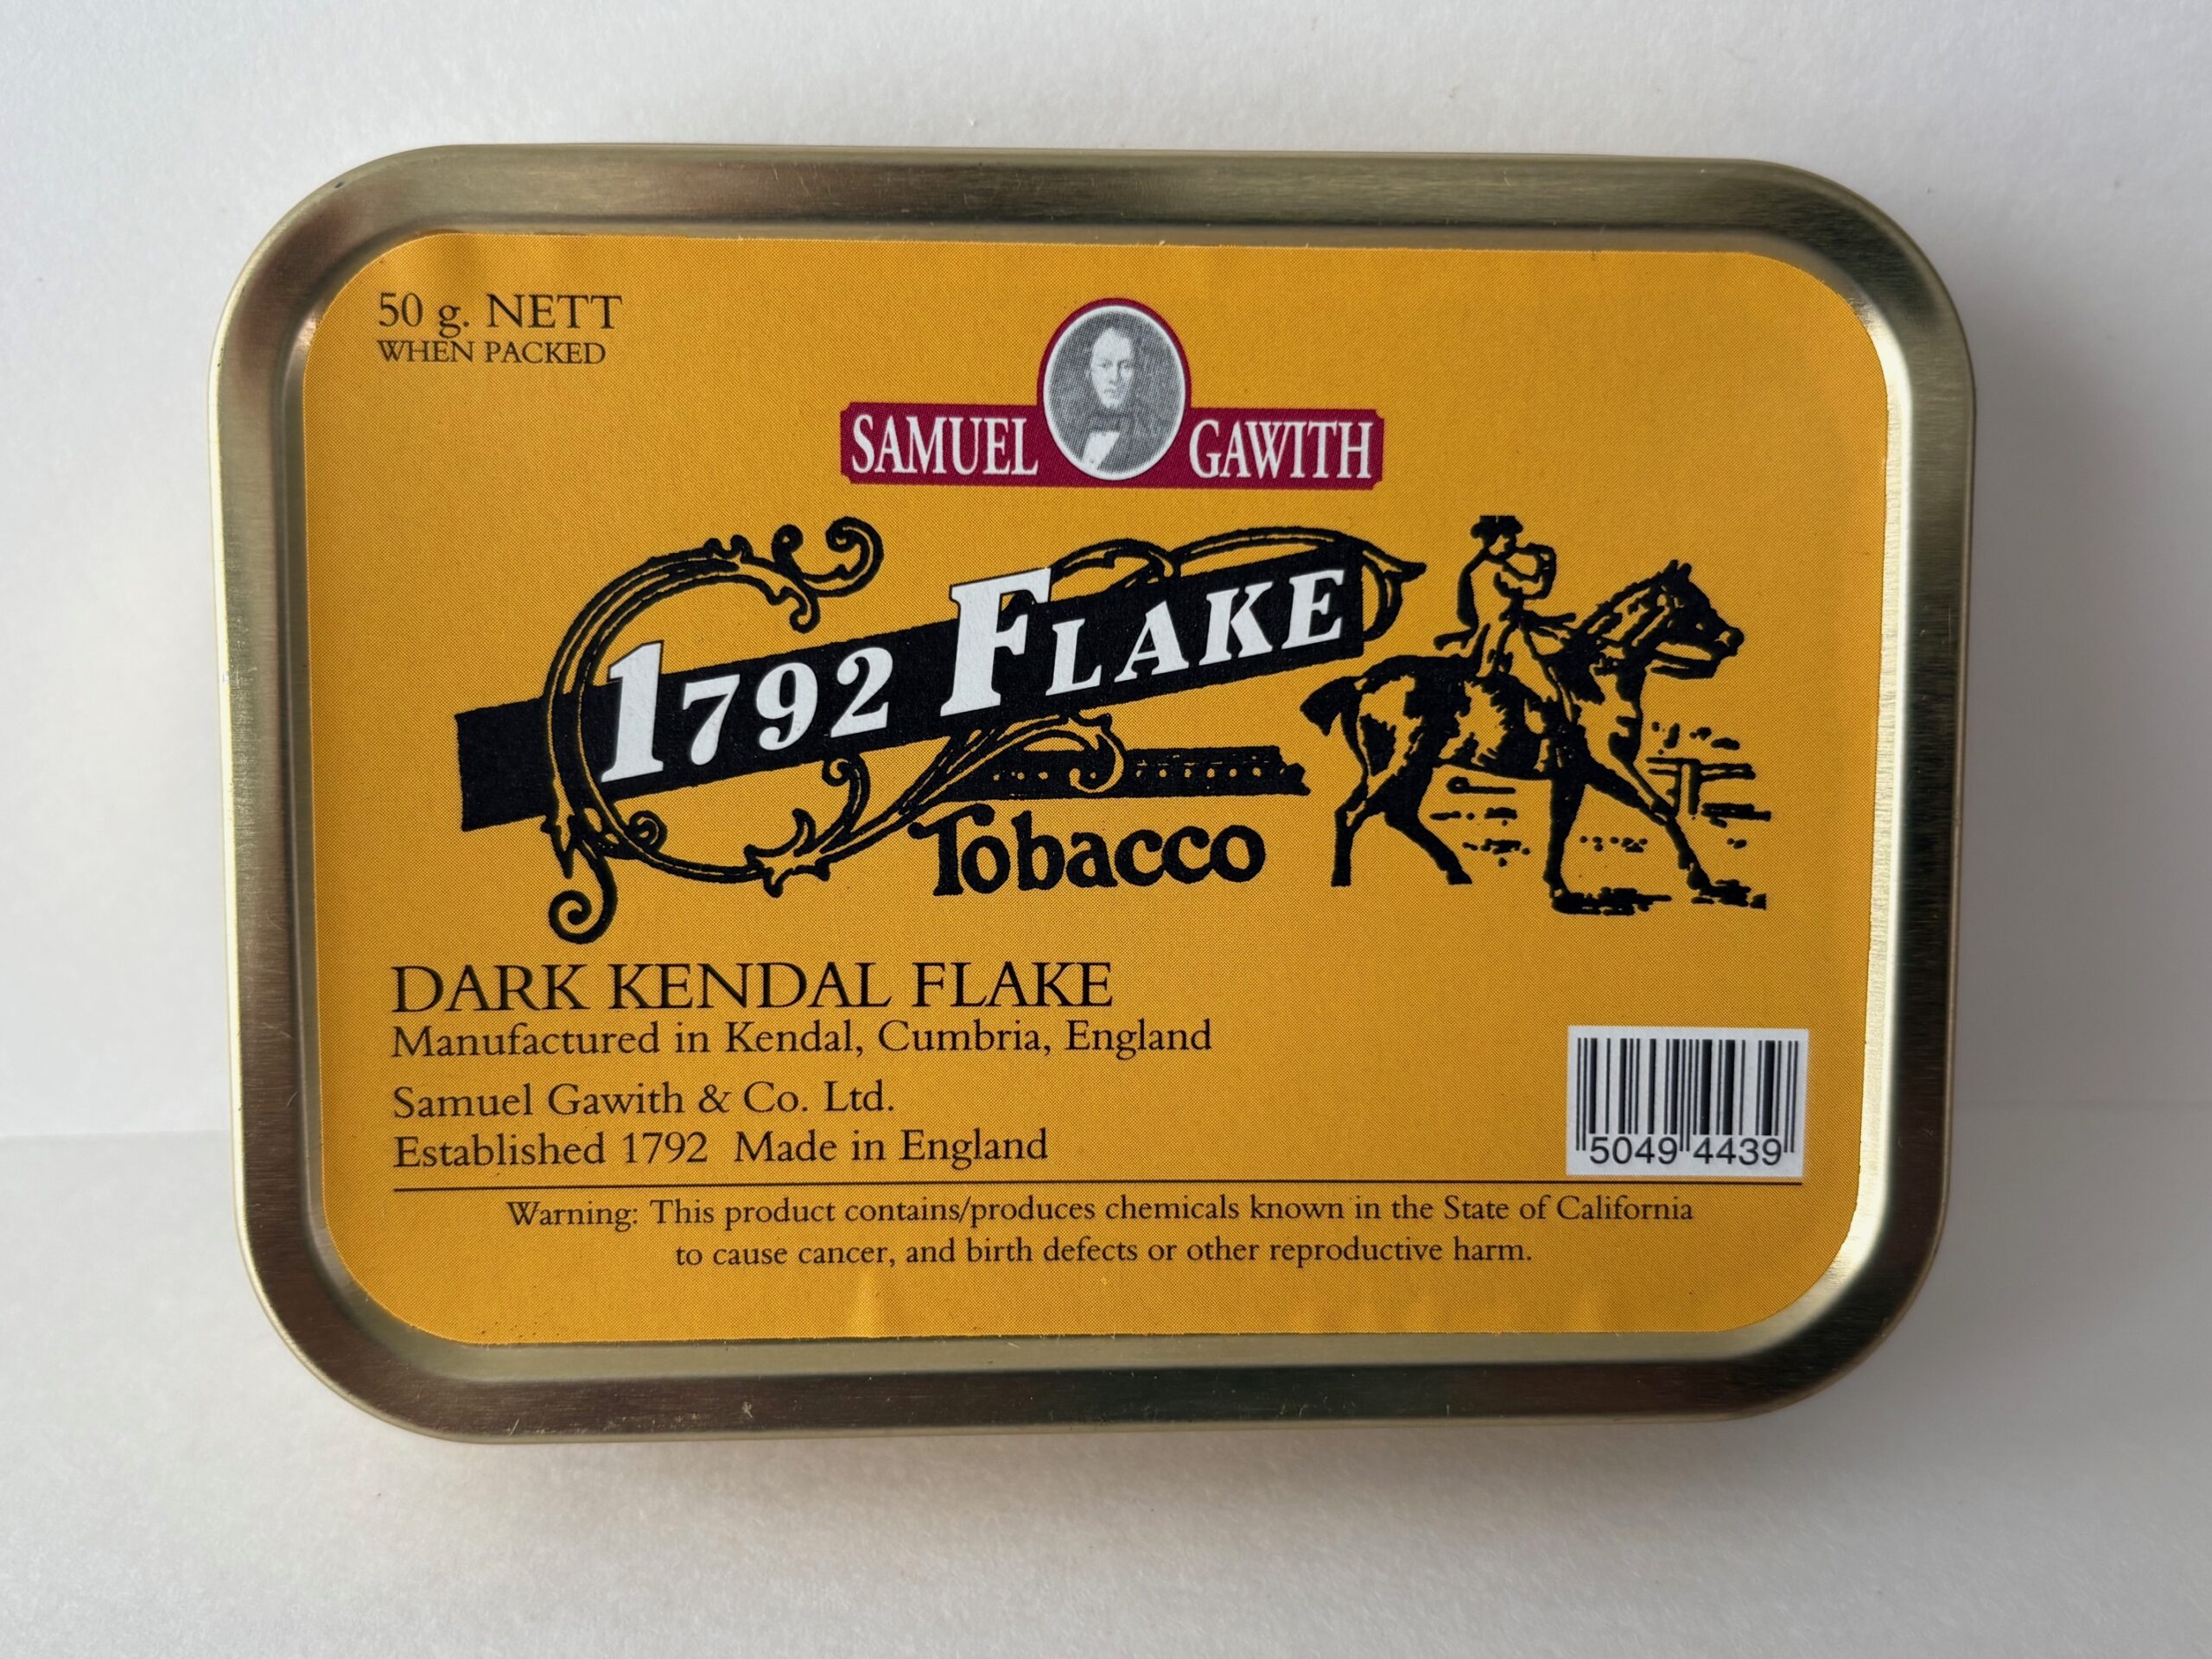 50 g. NETT
WHEN PACKED
SAMUEL GAWITH
1792 FLAKE
Tobacco
DARK KENDAL FLAKE
Manufactured in Kendal, Cumbria, England
Samuel Gawith & Co. Ltd.
Established 1792 Made in England
5049 4439
Warning: This product contains/produces chemicals known in the State of California
to cause cancer, and birth defects or other reproductive harm.